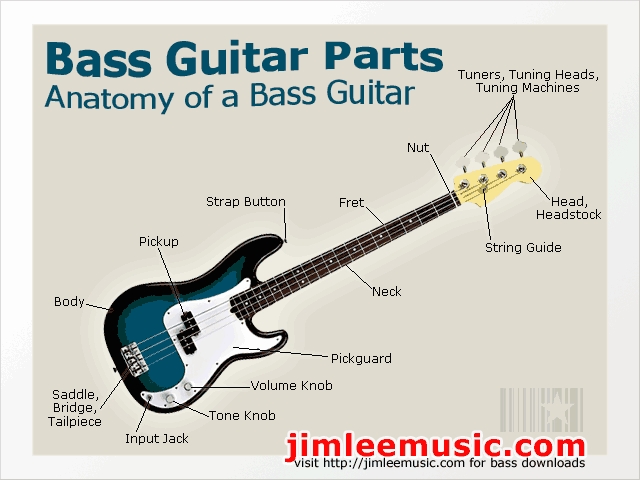 Bass Guitar Parts
Anatomy of a Bass Guitar
Tuners, Tuning Heads,
Tuning Machines
Nut
Strap Button
Fret
Head,
Headstock
Pickup
String Guide
Neck
Body
Pickguard
Volume Knob
Saddle,
Bridge,
Tailpiece
Tone Knob
Input Jack
jimleemusic.com
visit http://jimleemusic.com for bass downloads